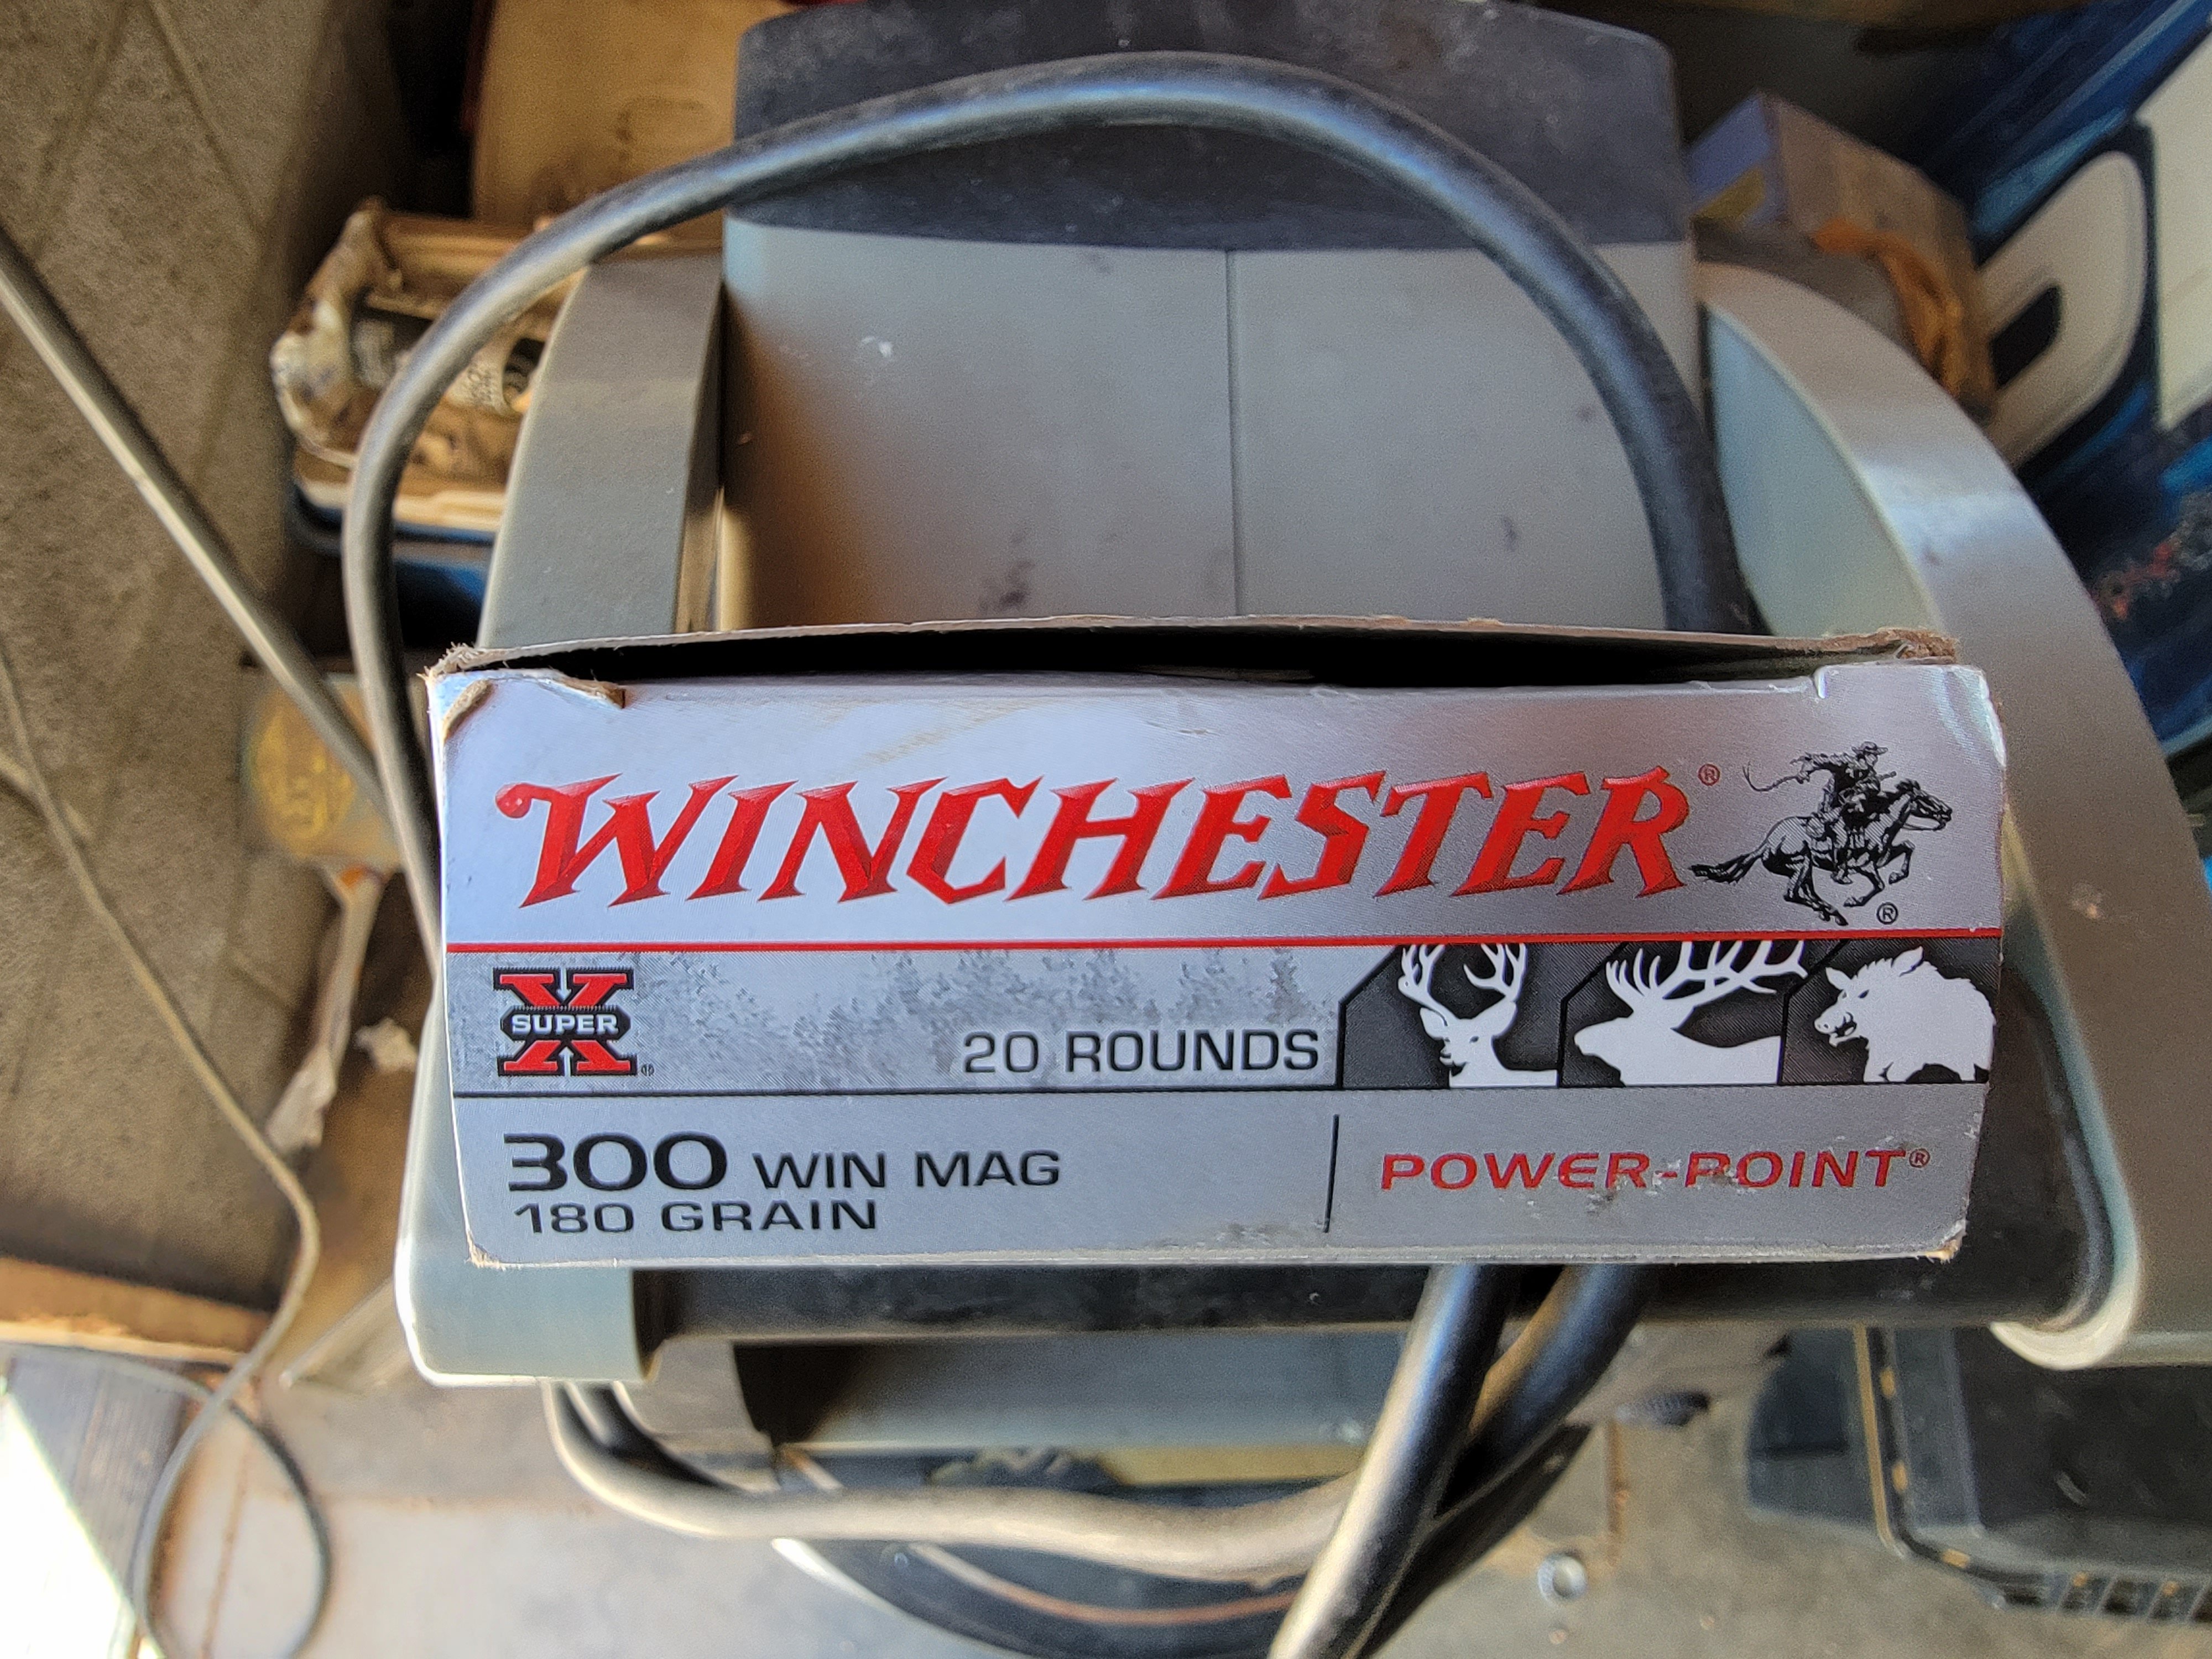 WINCHESTER®
®
X
SUPER
®
20 ROUNDS
300 WIN MAG
180 GRAIN
POWER-POINT®